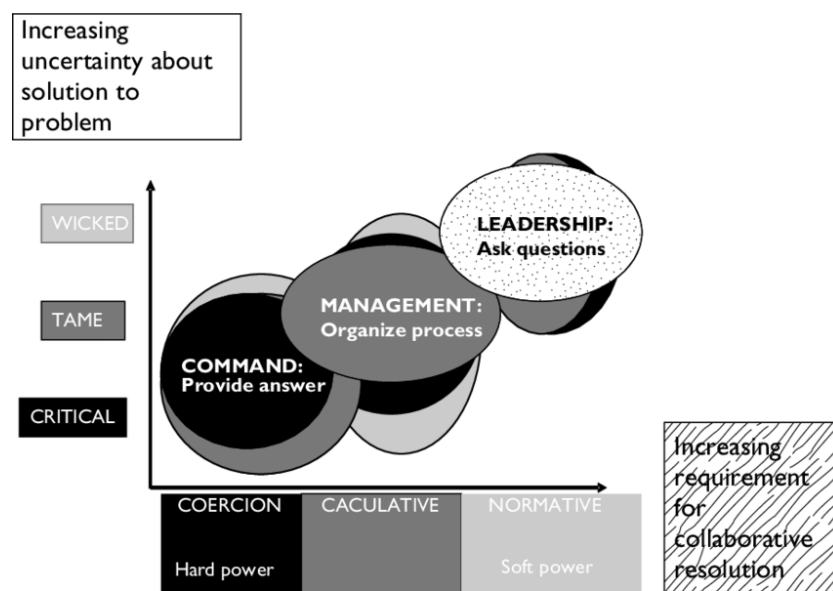 Increasing
uncertainty about
solution to
problem
WICKED
LEADERSHIP:
Ask questions
TAME
MANAGEMENT:
Organize process
COMMAND:
Provide answer
CRITICAL
COERCION
CACULATIVE
NORMATIVE
Hard power
Soft power
Increasing
requirement
for
collaborative
resolution